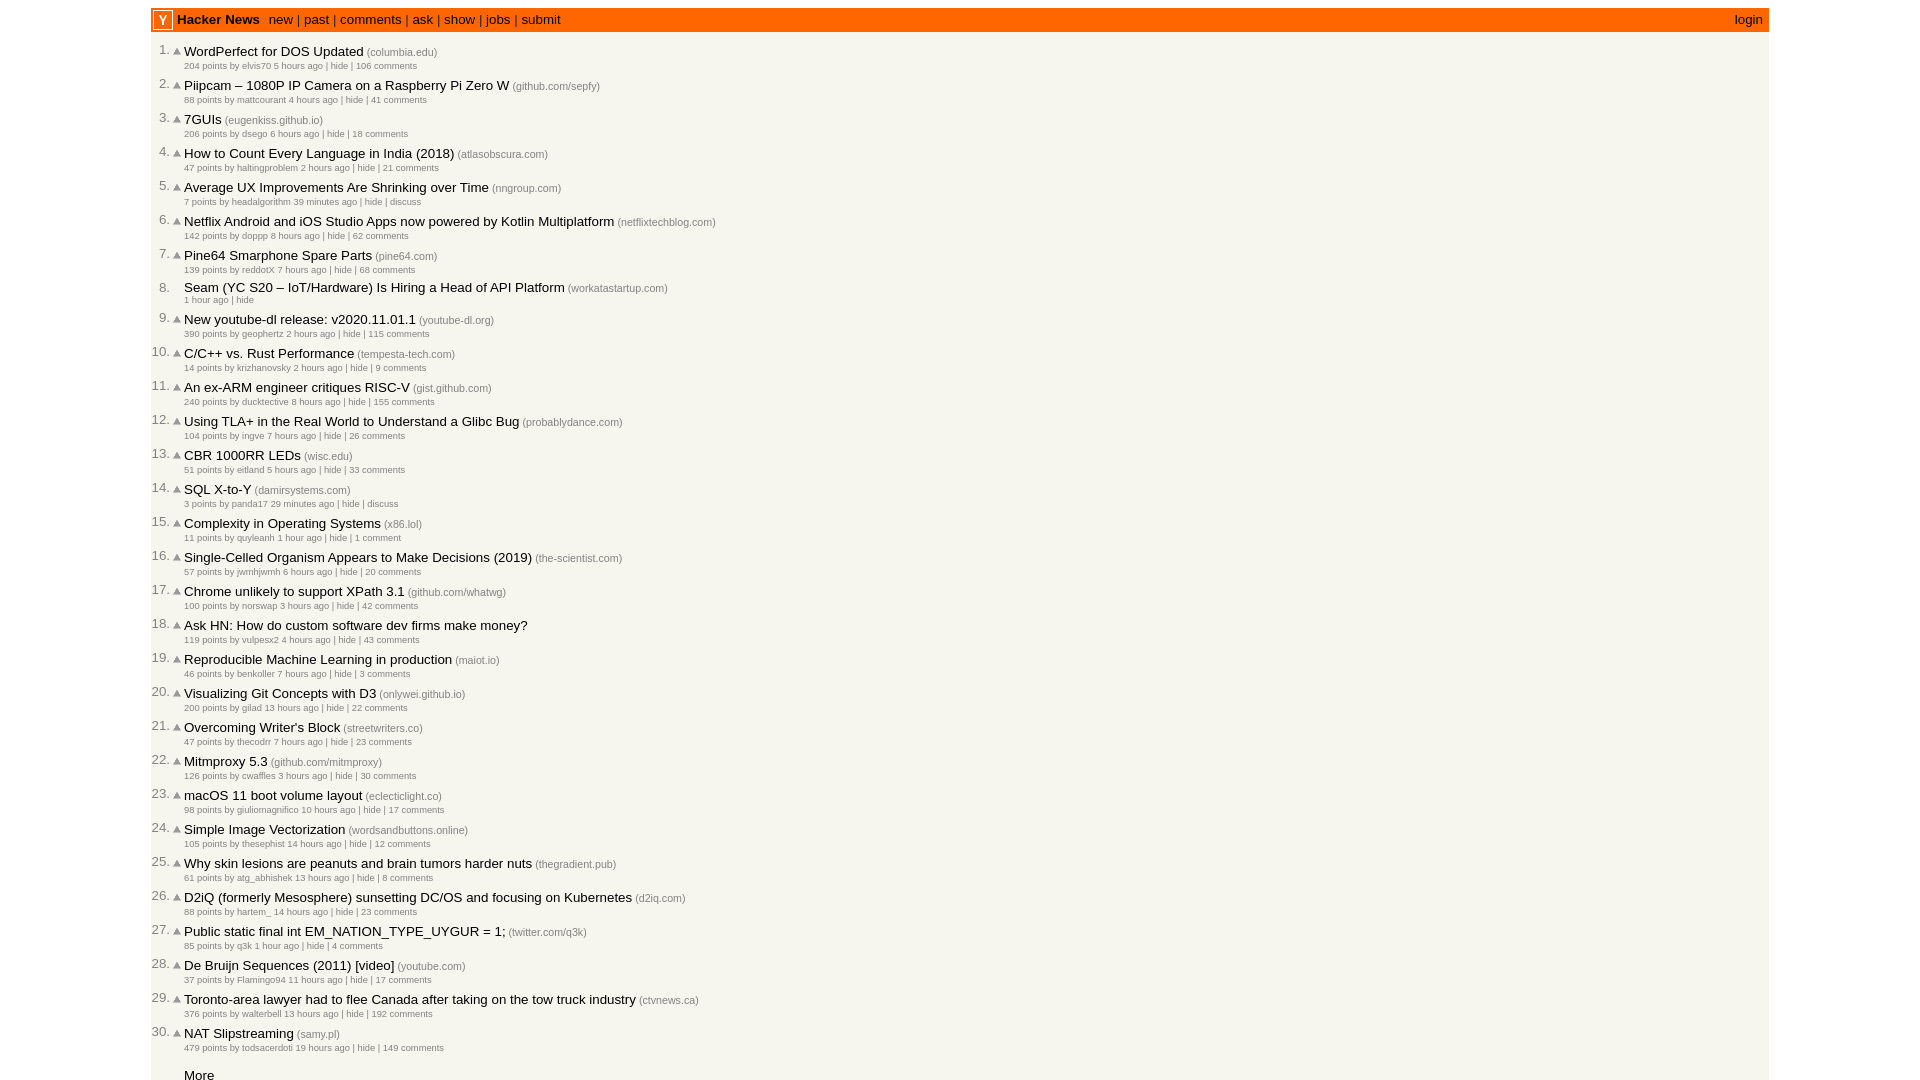 Y Hacker News new | past | comments | ask | show | jobs | submit login
1. WordPerfect for DOS Updated (columbia.edu)
204 points by elvis70 5 hours ago | hide | 106 comments
2. Piipcam – 1080P IP Camera on a Raspberry Pi Zero W (github.com/sepfy)
88 points by mattcourant 4 hours ago | hide | 41 comments
3. 7GUIs (eugenkiss.github.io)
206 points by dsego 6 hours ago | hide | 18 comments
4. How to Count Every Language in India (2018) (atlasobscura.com)
47 points by haltingproblem 2 hours ago | hide | 21 comments
5. Average UX Improvements Are Shrinking over Time (nngroup.com)
7 points by headalgorithm 39 minutes ago | hide | discuss
6. Netflix Android and iOS Studio Apps now powered by Kotlin Multiplatform (netflixtechblog.com)
142 points by doppp 8 hours ago | hide | 62 comments
7. Pine64 Smarphone Spare Parts (pine64.com)
139 points by reddotX 7 hours ago | hide | 68 comments
8. Seam (YC S20 – IoT/Hardware) Is Hiring a Head of API Platform (workatastartup.com)
1 hour ago | hide
9. New youtube-dl release: v2020.11.01.1 (youtube-dl.org)
390 points by geophertz 2 hours ago | hide | 115 comments
10. C/C++ vs. Rust Performance (tempesta-tech.com)
14 points by krizhanovsky 2 hours ago | hide | 9 comments
11. An ex-ARM engineer critiques RISC-V (gist.github.com)
240 points by ducktective 8 hours ago | hide | 155 comments
12. Using TLA+ in the Real World to Understand a Glibc Bug (probablydance.com)
104 points by ingve 7 hours ago | hide | 26 comments
13. CBR 1000RR LEDs (wisc.edu)
51 points by eitland 5 hours ago | hide | 33 comments
14. SQL X-to-Y (damirsystems.com)
3 points by panda17 29 minutes ago | hide | discuss
15. Complexity in Operating Systems (x86.lol)
11 points by quyleanh 1 hour ago | hide | 1 comment
16. Single-Celled Organism Appears to Make Decisions (2019) (the-scientist.com)
57 points by jwmhjwmh 6 hours ago | hide | 20 comments
17. Chrome unlikely to support XPath 3.1 (github.com/whatwg)
100 points by norswap 3 hours ago | hide | 42 comments
18. Ask HN: How do custom software dev firms make money?
119 points by vulpesx2 4 hours ago | hide | 43 comments
19. Reproducible Machine Learning in production (maiot.io)
46 points by benkoller 7 hours ago | hide | 3 comments
20. Visualizing Git Concepts with D3 (onlywei.github.io)
200 points by gilad 13 hours ago | hide | 22 comments
21. Overcoming Writer's Block (streetwriters.co)
47 points by thecodrr 7 hours ago | hide | 23 comments
22. Mitmproxy 5.3 (github.com/mitmproxy)
126 points by cwaffles 3 hours ago | hide | 30 comments
23. macOS 11 boot volume layout (eclecticlight.co)
98 points by giuliomagnifico 10 hours ago | hide | 17 comments
24. Simple Image Vectorization (wordsandbuttons.online)
105 points by thesephist 14 hours ago | hide | 12 comments
25. Why skin lesions are peanuts and brain tumors harder nuts (thegradient.pub)
61 points by atg_abhishek 13 hours ago | hide | 8 comments
26. D2iQ (formerly Mesosphere) sunsetting DC/OS and focusing on Kubernetes (d2iq.com)
88 points by hartem_ 14 hours ago | hide | 23 comments
27. Public static final int EM_NATION_TYPE_UYGUR = 1; (twitter.com/q3k)
85 points by q3k 1 hour ago | hide | 4 comments
28. De Bruijn Sequences (2011) [video] (youtube.com)
37 points by Flamingo94 11 hours ago | hide | 17 comments
29. Toronto-area lawyer had to flee Canada after taking on the tow truck industry (ctvnews.ca)
376 points by walterbell 13 hours ago | hide | 192 comments
30. NAT Slipstreaming (samy.pl)
479 points by todsacerdoti 19 hours ago | hide | 149 comments
More